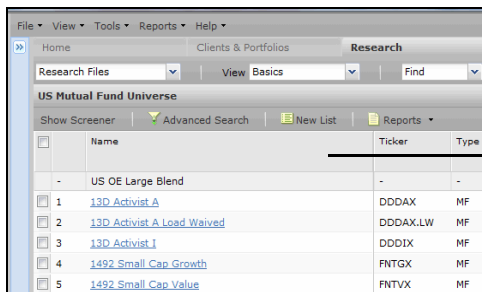 File View Tools Reports Help
Home Clients & Portfolios Research
Research Files View Basics Find
US Mutual Fund Universe
Show Screener Advanced Search New List Reports
Name Ticker Type
- US OE Large Blend - -
1 13D Activist A DDDAX MF
2 13D Activist A Load Waived DDDAX.LW MF
3 13D Activist I DDDIX MF
4 1492 Small Cap Growth FNTGX MF
5 1492 Small Cap Value FNTVX MF